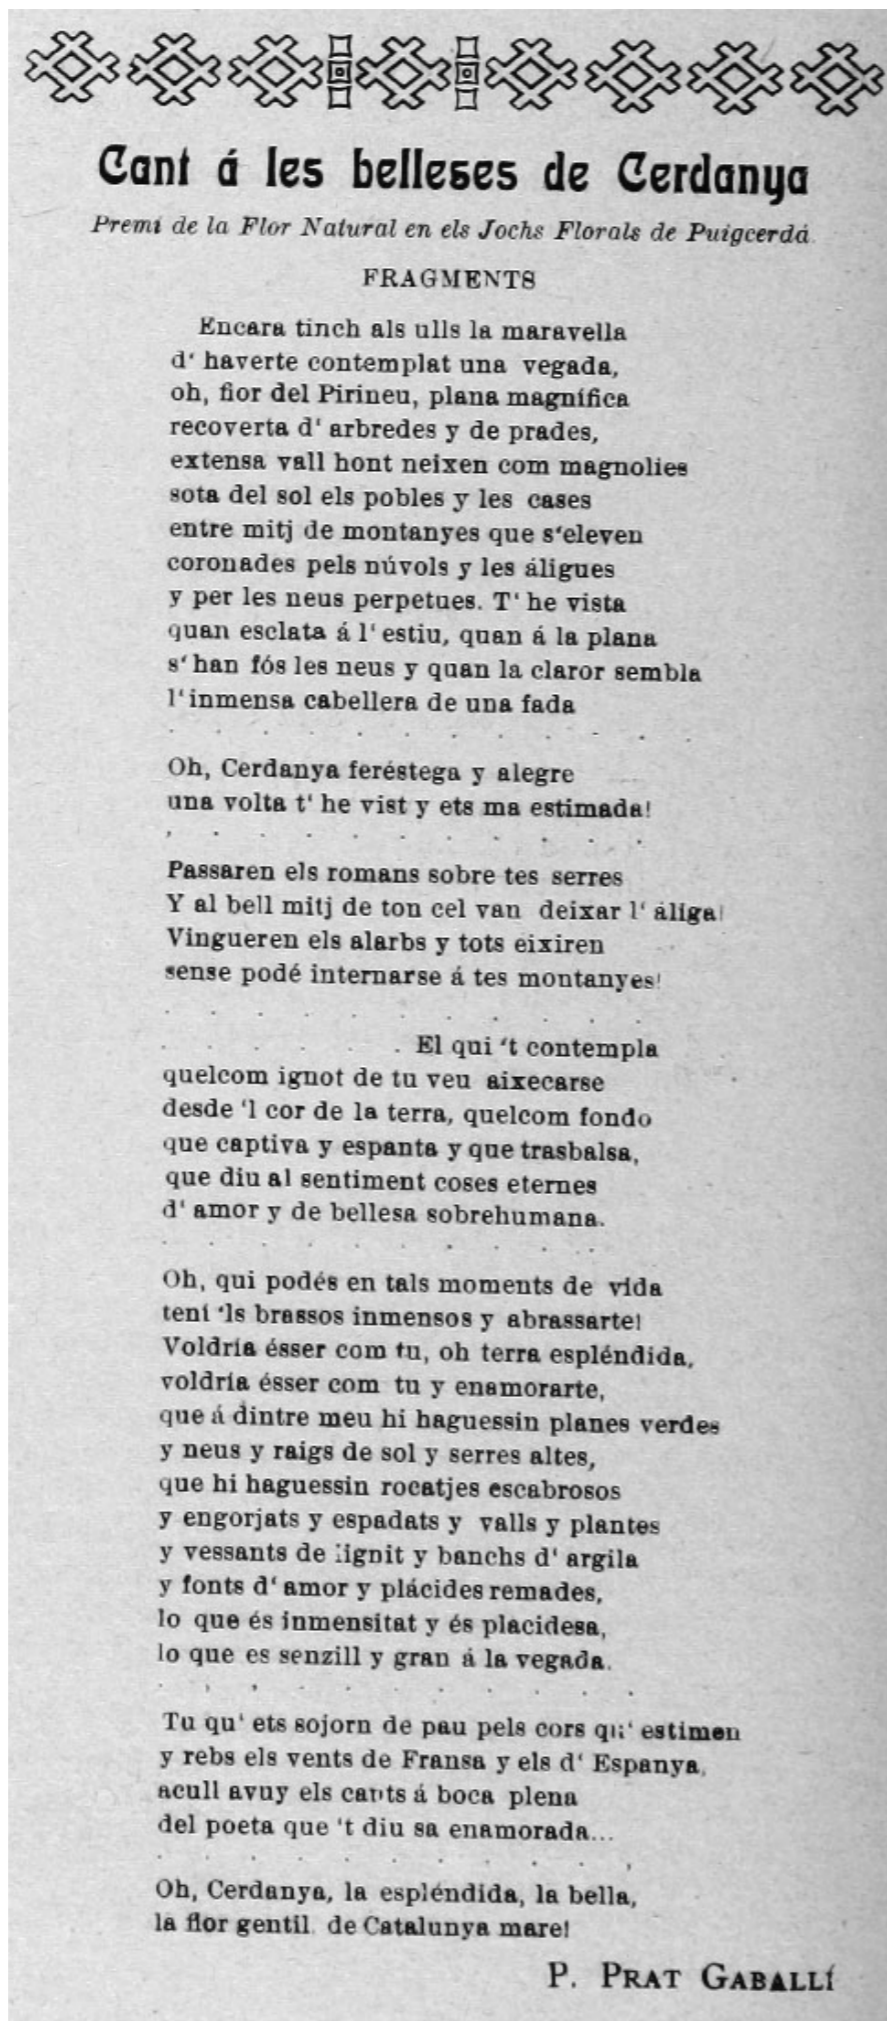 Cant á les belleses de Cerdanya
Premi de la Flor Natural en els Jochs Florals de Puigcerdá.
FRAGMENTS
Encara tinch als ulls la maravella
d' haverte contemplat una vegada,
oh, flor del Pirineu, plana magnífica
recoverta d' arbredes y de prades,
extensa vall hont neixen com magnolies
sota del sol els pobles y les cases
entre mitj de montanyes que s'eleven
coronades pels núvols y les áligues
y per les neus perpetues. T' he vista
quan esclata á l' estiu, quan á la plana
s' han fós les neus y quan la claror sembla
l' inmensa cabellera de una fada
. . . . . . . . . . .
Oh, Cerdanya feréstega y alegre
una volta t' he vist y ets ma estimada!
. . . . . . . . . . .
Passaren els romans sobre tes serres
Y al bell mitj de ton cel van deixar l' áliga!
Vingueren els alarbs y tots eixiren
sense podé internarse á tes montanyes!
. . . . . . . . . . .
. . . . . . El qui 't contempla
quelcom ignot de tu veu aixecarse
desde 'l cor de la terra, quelcom fondo
que captiva y espanta y que trasbalsa,
que diu al sentiment coses eternes
d' amor y de bellesa sobrehumana.
. . . . . . . . . . .
Oh, qui podés en tals moments de vida
tení 'ls brassos inmensos y abrassarte!
Voldría ésser com tu, oh terra espléndida,
voldría ésser com tu y enamorarte,
que á dintre meu hi haguessin planes verdes
y neus y raigs de sol y serres altes,
que hi haguessin rocatjes escabrosos
y engorjats y espadats y valls y plantes
y vessants de lignit y banchs d' argila
y fonts d' amor y plácides remades,
lo que és inmensitat y és placidesa,
lo que es senzill y gran á la vegada.
. . . . . . . . . . .
Tu qu' ets sojorn de pau pels cors qu' estimen
y rebs els vents de Fransa y els d' Espanya,
acull avuy els cants á boca plena
del poeta que 't diu sa enamorada...
. . . . . . . . . . .
Oh, Cerdanya, la espléndida, la bella,
la flor gentil de Catalunya mare!
P. PRAT GABALLÍ